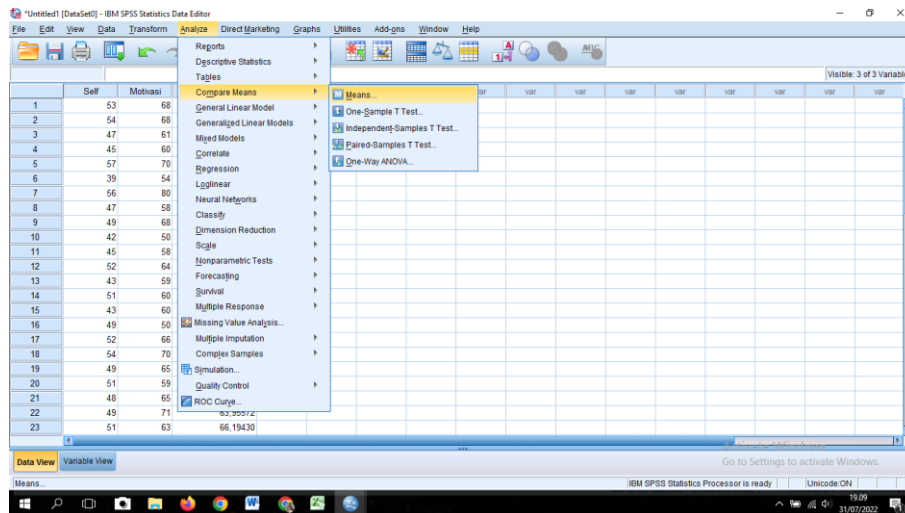 *Untitled1 [DataSet0] - IBM SPSS Statistics Data Editor
File Edit View Data Transform Analyze Direct Marketing Graphs Utilities Add-ons Window Help
Visible: 3 of 3 Variabl
Self Motivasi var var var var var var var var
1 53 68
2 54 68
3 47 61
4 45 60
5 57 70
6 39 54
7 56 80
8 47 58
9 49 68
10 42 50
11 45 58
12 52 64
13 43 59
14 51 60
15 43 60
16 49 50
17 52 66
18 54 70
19 49 65
20 51 59
21 48 65
22 49 71 63,95572
23 51 63 66,19430
Reports
Descriptive Statistics
Tables
Compare Means
General Linear Model
Generalized Linear Models
Mixed Models
Correlate
Regression
Loglinear
Neural Networks
Classify
Dimension Reduction
Scale
Nonparametric Tests
Forecasting
Survival
Multiple Response
Missing Value Analysis...
Multiple Imputation
Complex Samples
Simulation...
Quality Control
ROC Curve...
Means...
One-Sample T Test...
Independent-Samples T Test...
Paired-Samples T Test...
One-Way ANOVA...
Data View Variable View
Go to Settings to activate Windows.
Means... IBM SPSS Statistics Processor is ready Unicode:ON
19.09
31/07/2022